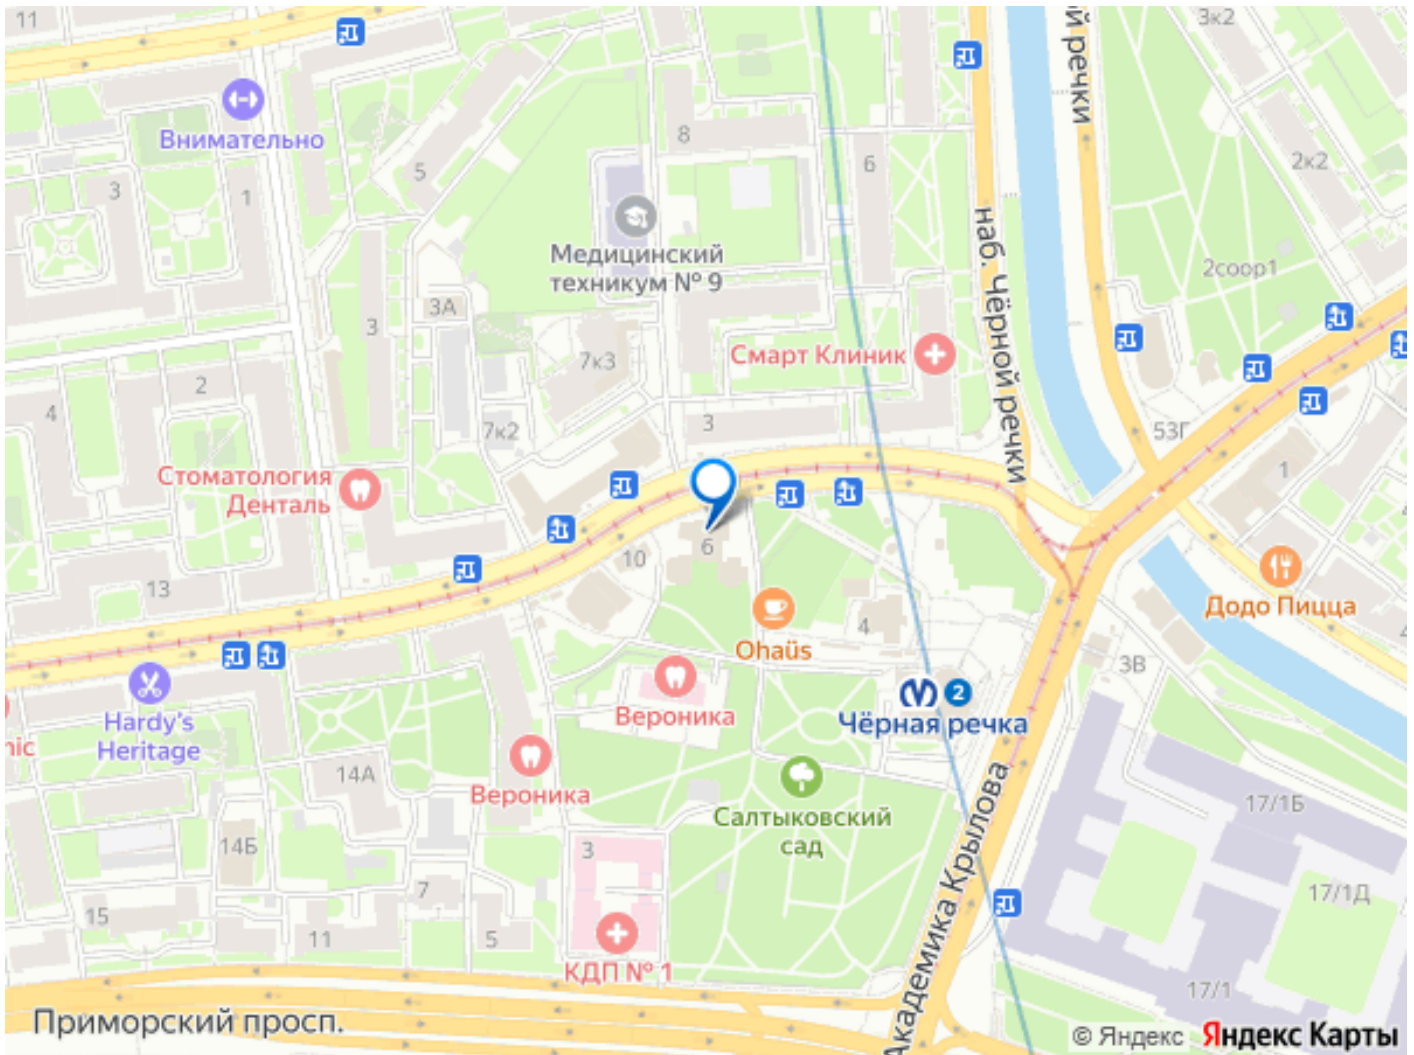 11
3к2
й речки
Внимательно
8
6
2к2
5
3
1
Медицинский
техникум № 9
наб. Чёрной речки
2соор1
3А
3
7к3
Смарт Клиник
2
4
3
7к2
53Г
1
Стоматология
Денталь
6
10
13
Додо Пицца
Ohaüs
4
3В
2
Чёрная речка
Вероника
Hardy's
Heritage
nic
14А
Вероника
Салтыковский
сад
17/1Б
14Б
3
7
17/1Д
15
11
5
КДП № 1
Академика Крылова
17/1
Приморский просп.
© Яндекс Яндекс Карты